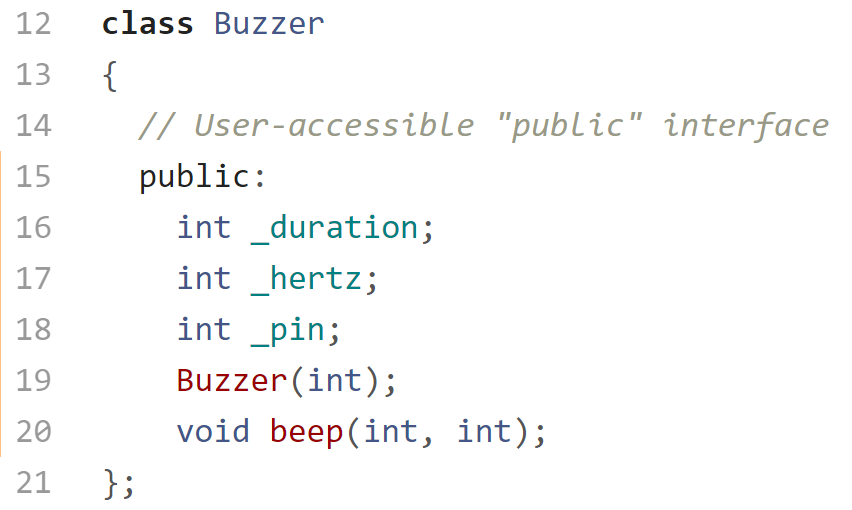 12 class Buzzer
13 {
14 // User-accessible "public" interface
15 public:
16 int _duration;
17 int _hertz;
18 int _pin;
19 Buzzer(int);
20 void beep(int, int);
21 };